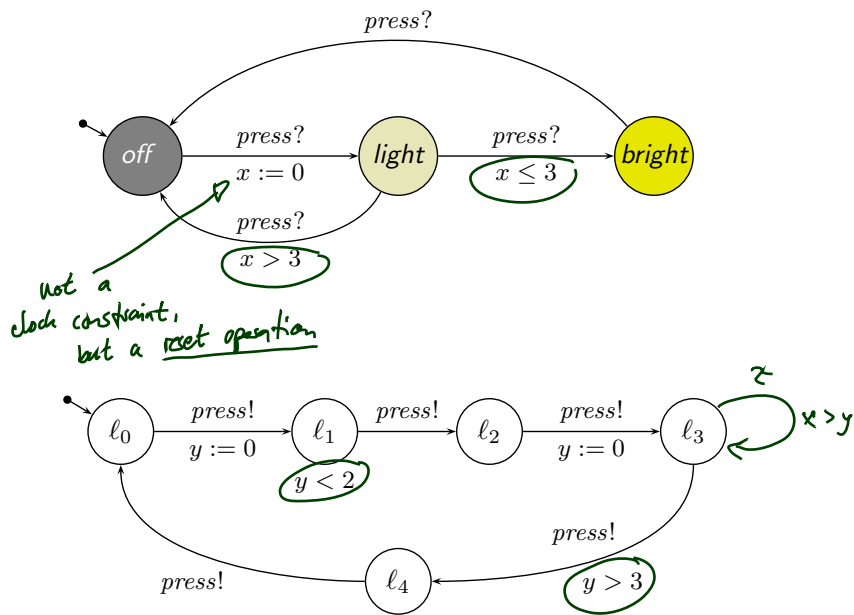 press?
off
press?
x := 0
light
press?
x ≤ 3
bright
press?
x > 3
not a
clock constraint,
but a reset operation
ℓ0
press!
y := 0
ℓ1
y < 2
press!
ℓ2
press!
y := 0
ℓ3
τ
x > y
press!
y > 3
ℓ4
press!